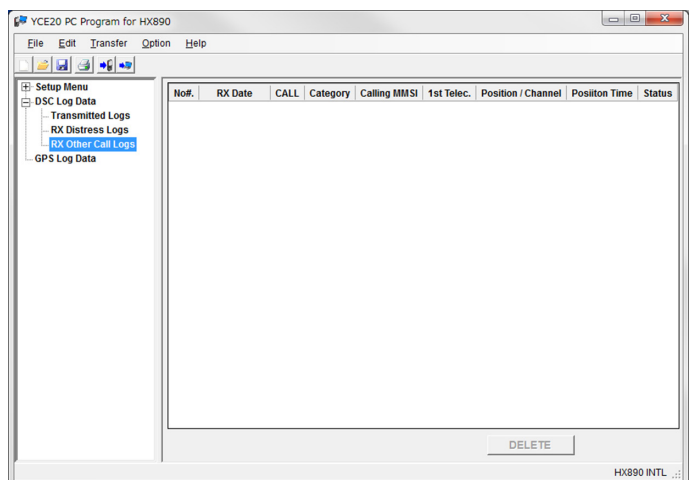 YCE20 PC Program for HX890
File Edit Transfer Option Help
Setup Menu
DSC Log Data
Transmitted Logs
RX Distress Logs
RX Other Call Logs
GPS Log Data
No#. RX Date CALL Category Calling MMSI 1st Telec. Position / Channel Posiiton Time Status
DELETE
HX890 INTL